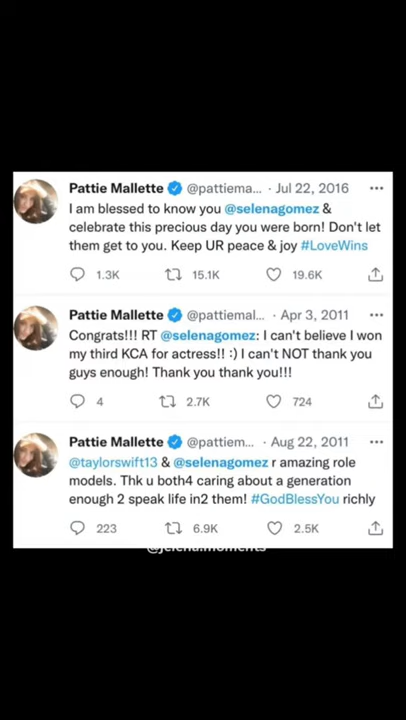 Pattie Mallette @pattiema... · Jul 22, 2016
I am blessed to know you @selenagomez &
celebrate this precious day you were born! Don't let
them get to you. Keep UR peace & joy #LoveWins
1.3K 15.1K 19.6K
Pattie Mallette @pattiemal... · Apr 3, 2011
Congrats!!! RT @selenagomez: I can't believe I won
my third KCA for actress!! :) I can't NOT thank you
guys enough! Thank you thank you!!!
4 2.7K 724
Pattie Mallette @pattiem... · Aug 22, 2011
@taylorswift13 & @selenagomez r amazing role
models. Thk u both4 caring about a generation
enough 2 speak life in2 them! #GodBlessYou richly
223 6.9K 2.5K
@jelena.moments